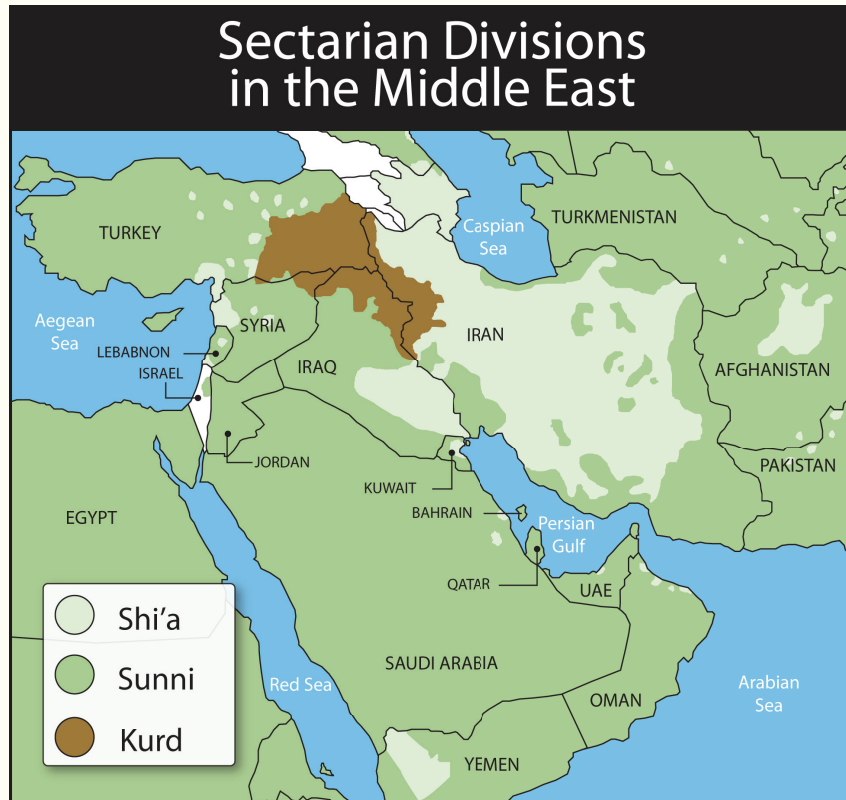 Sectarian Divisions
in the Middle East
TURKEY
Caspian
Sea
TURKMENISTAN
Aegean
Sea
SYRIA
IRAN
LEBABNON
ISRAEL
IRAQ
AFGHANISTAN
JORDAN
PAKISTAN
KUWAIT
EGYPT
BAHRAIN
Persian
Gulf
QATAR
UAE
Shi’a
Sunni
Kurd
SAUDI ARABIA
Red Sea
OMAN
Arabian
Sea
YEMEN